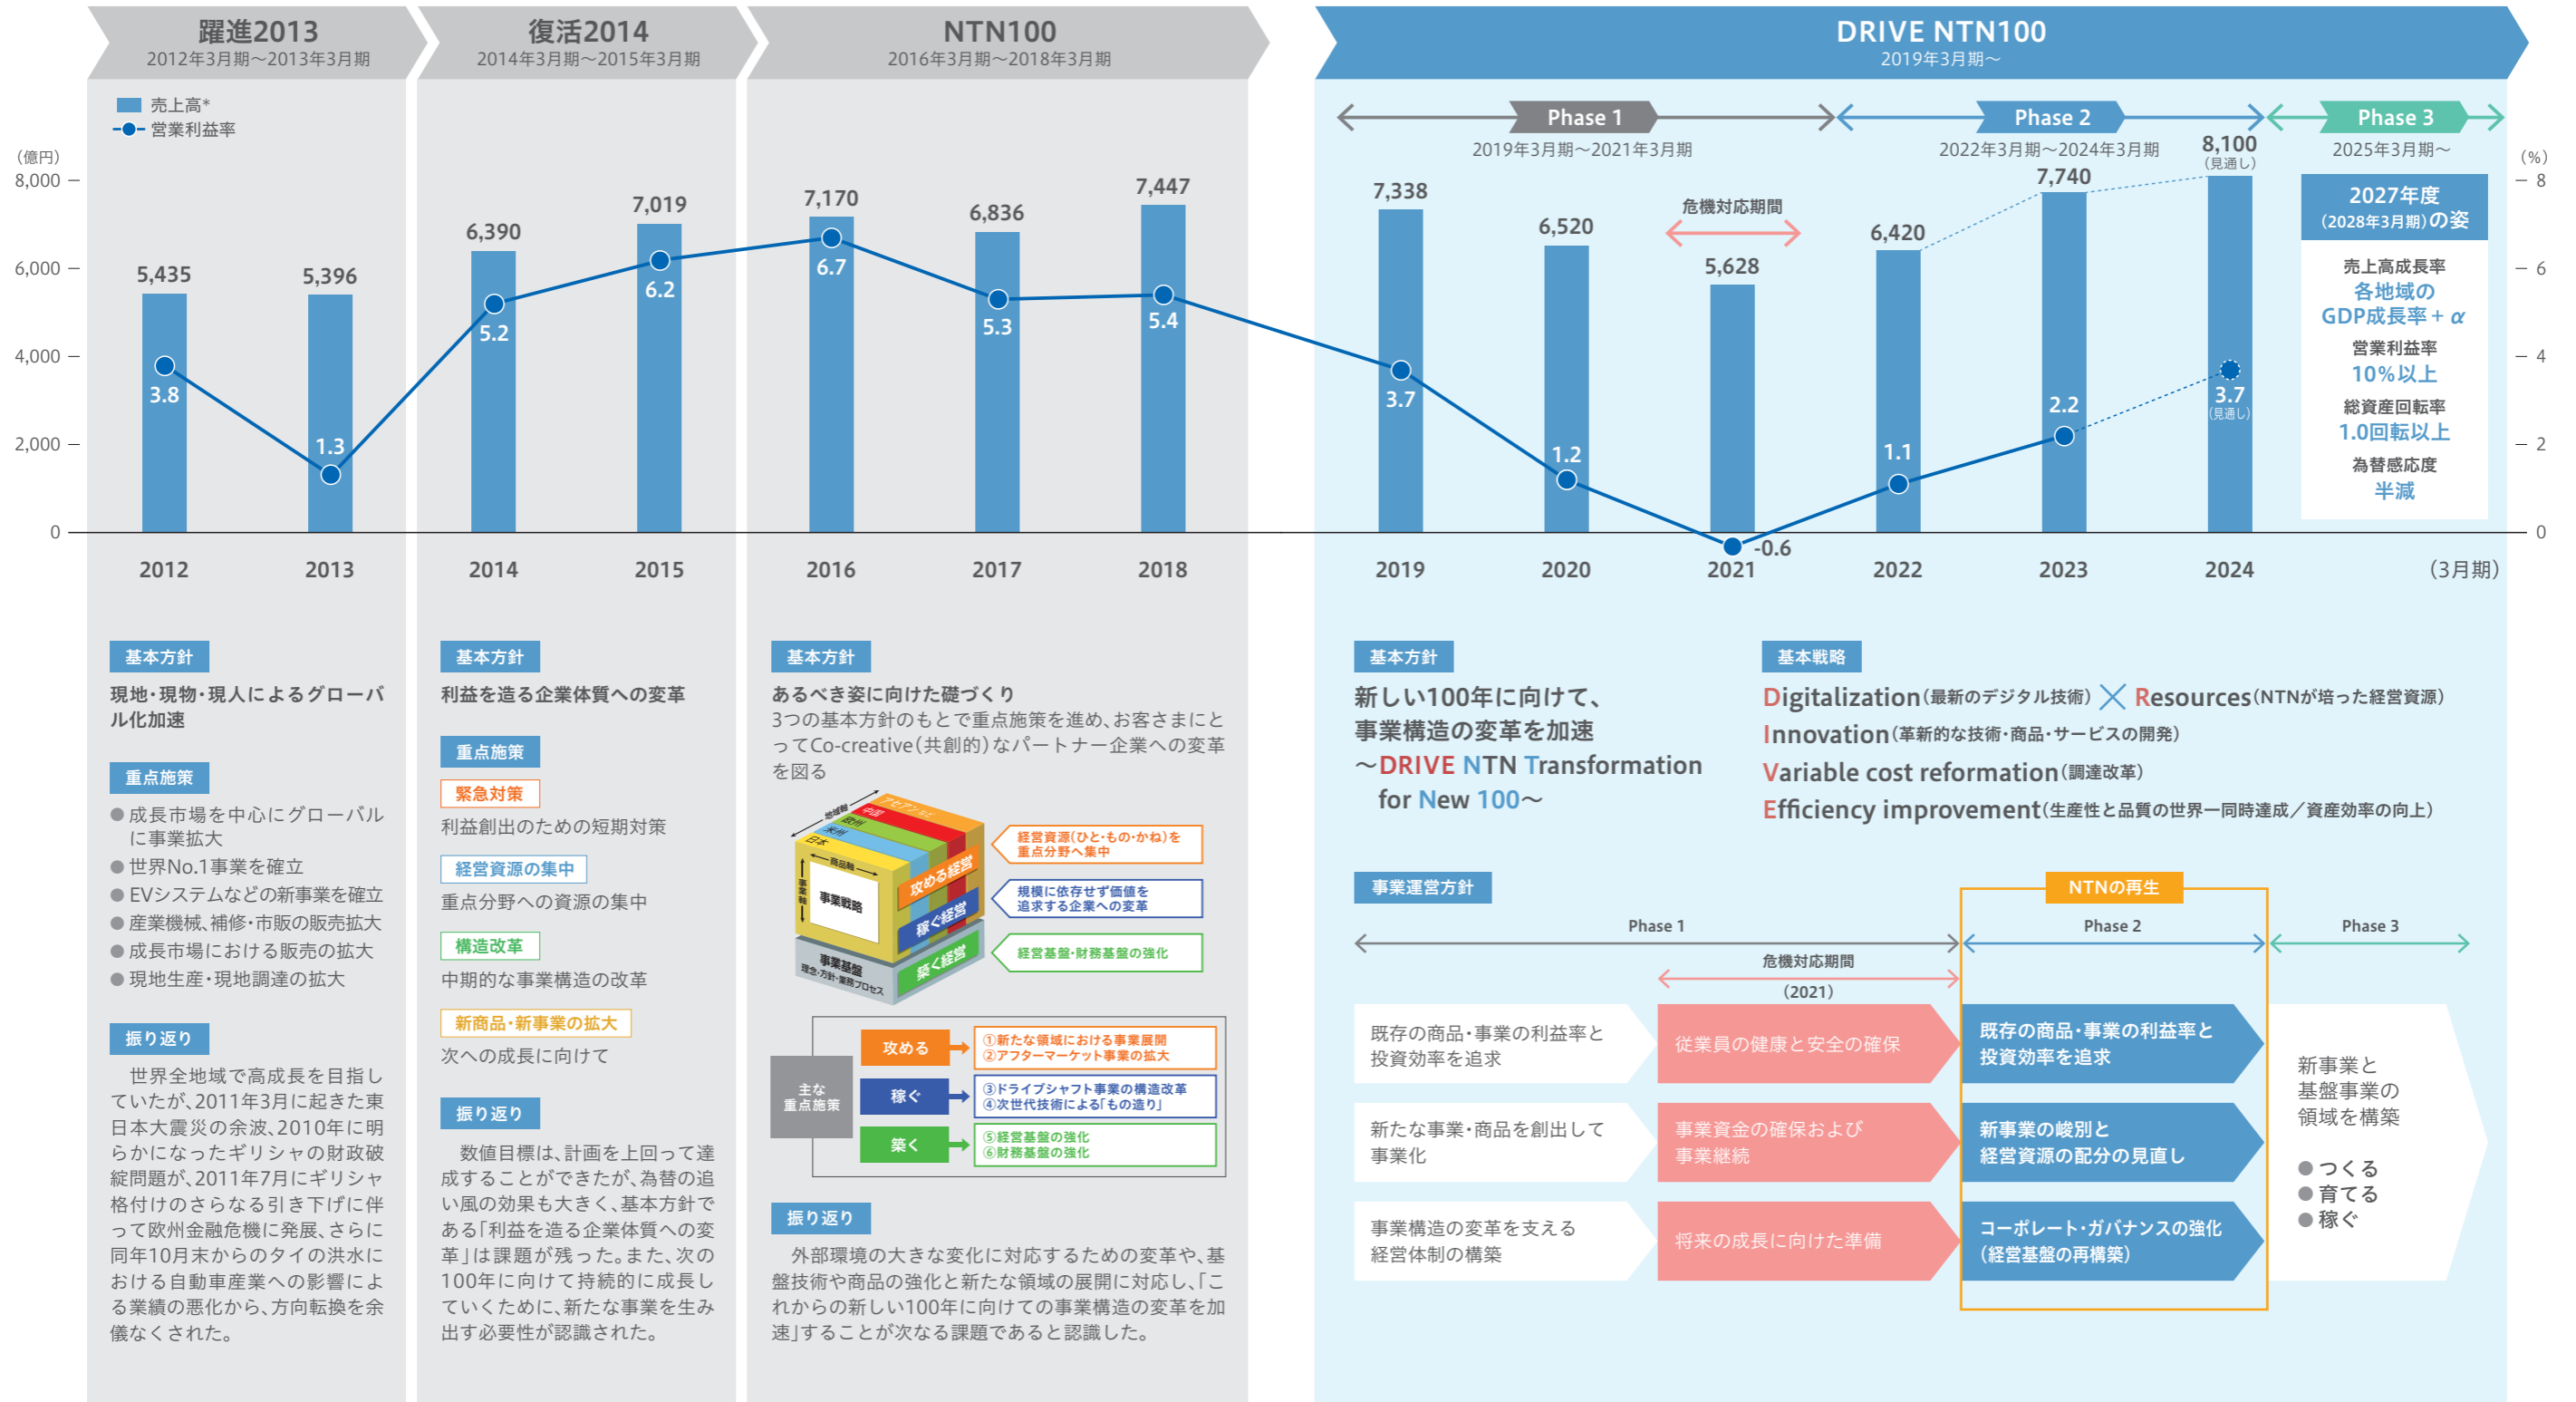 躍進2013
2012年3月期～2013年3月期
復活2014
2014年3月期～2015年3月期
NTN100
2016年3月期～2018年3月期
DRIVE NTN100
2019年3月期～
売上高*
営業利益率
Phase 1
2019年3月期～2021年3月期
Phase 2
2022年3月期～2024年3月期
Phase 3
2025年3月期～
（億円）
8,000
6,000
4,000
2,000
0
（%）
8
6
4
2
0
5,435
5,396
6,390
7,019
7,170
6,836
7,447
7,338
6,520
危機対応期間
5,628
6,420
7,740
8,100
（見通し）
3.8
1.3
5.2
6.2
6.7
5.3
5.4
3.7
1.2
-0.6
1.1
2.2
3.7
（見通し）
2027年度
（2028年3月期）の姿
売上高成長率
各地域の
GDP成長率＋α
営業利益率
10%以上
総資産回転率
1.0回転以上
為替感応度
半減
2012
2013
2014
2015
2016
2017
2018
2019
2020
2021
2022
2023
2024
（3月期）
基本方針
現地・現物・現人によるグローバ
ル化加速
重点施策
●成長市場を中心にグローバル
に事業拡大
●世界No.1事業を確立
●EVシステムなどの新事業を確立
●産業機械、補修・市販の販売拡大
●成長市場における販売の拡大
●現地生産・現地調達の拡大
振り返り
世界全地域で高成長を目指し
ていたが、2011年3月に起きた東
日本大震災の余波、2010年に明
らかになったギリシャの財政破
綻問題が、2011年7月にギリシャ
格付けのさらなる引き下げに伴
って欧州金融危機に発展、さらに
同年10月末からのタイの洪水に
おける自動車産業への影響によ
る業績の悪化から、方向転換を余
儀なくされた。
基本方針
利益を造る企業体質への変革
重点施策
緊急対策
利益創出のための短期対策
経営資源の集中
重点分野への資源の集中
構造改革
中期的な事業構造の改革
新商品・新事業の拡大
次への成長に向けて
振り返り
数値目標は、計画を上回って達
成することができたが、為替の追
い風の効果も大きく、基本方針で
ある「利益を造る企業体質への変
革」は課題が残った。また、次の
100年に向けて持続的に成長し
ていくために、新たな事業を生み
出す必要性が認識された。
基本方針
あるべき姿に向けた礎づくり
3つの基本方針のもとで重点施策を進め、お客さまにと
ってCo-creative（共創的）なパートナー企業への変革
を図る
地域軸
アセアンなど
中国
欧州
米州
日本
商品軸
事業軸
事業戦略
攻める経営
稼ぐ経営
築く経営
事業基盤
理念・方針・業務プロセス
経営資源（ひと・もの・かね）を
重点分野へ集中
規模に依存せず価値を
追求する企業への変革
経営基盤・財務基盤の強化
主な
重点施策
攻める
①新たな領域における事業展開
②アフターマーケット事業の拡大
稼ぐ
③ドライブシャフト事業の構造改革
④次世代技術による「もの造り」
築く
⑤経営基盤の強化
⑥財務基盤の強化
振り返り
外部環境の大きな変化に対応するための変革や、基
盤技術や商品の強化と新たな領域の展開に対応し、「こ
れからの新しい100年に向けての事業構造の変革を加
速」することが次なる課題であると認識した。
基本方針
新しい100年に向けて、
事業構造の変革を加速
～DRIVE NTN Transformation
for New 100～
基本戦略
Digitalization（最新のデジタル技術）× Resources（NTNが培った経営資源）
Innovation（革新的な技術・商品・サービスの開発）
Variable cost reformation（調達改革）
Efficiency improvement（生産性と品質の世界一同時達成／資産効率の向上）
事業運営方針
NTNの再生
Phase 1
Phase 2
Phase 3
危機対応期間
（2021）
既存の商品・事業の利益率と
投資効率を追求
従業員の健康と安全の確保
既存の商品・事業の利益率と
投資効率を追求
新たな事業・商品を創出して
事業化
事業資金の確保および
事業継続
新事業の峻別と
経営資源の配分の見直し
事業構造の変革を支える
経営体制の構築
将来の成長に向けた準備
コーポレート・ガバナンスの強化
（経営基盤の再構築）
新事業と
基盤事業の
領域を構築
●つくる
●育てる
●稼ぐ